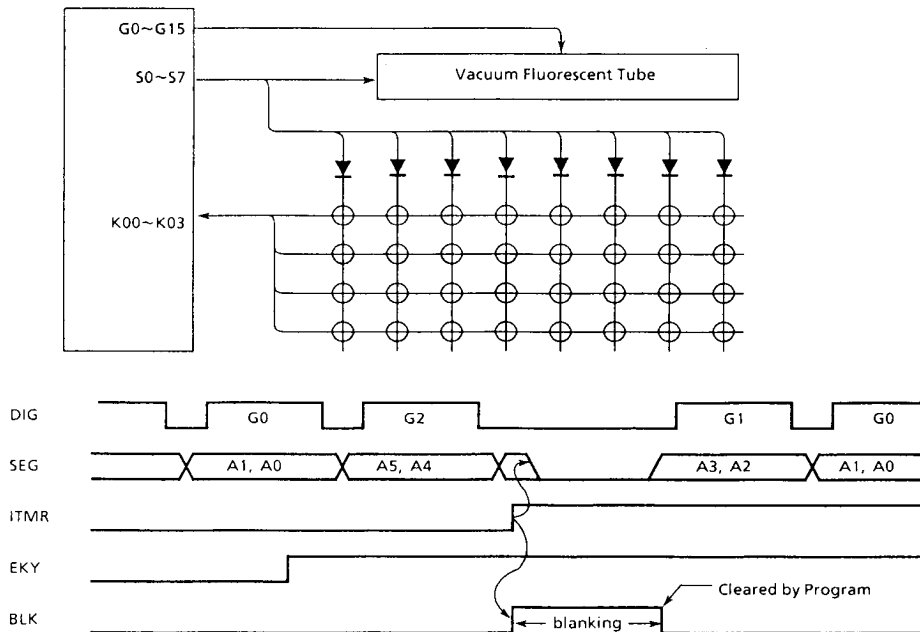 G0~G15
S0~S7
Vacuum Fluorescent Tube
K00~K03
DIG
G0
G2
G1
G0
SEG
A1, A0
A5, A4
A3, A2
A1, A0
ITMR
EKY
Cleared by Program
BLK
blanking